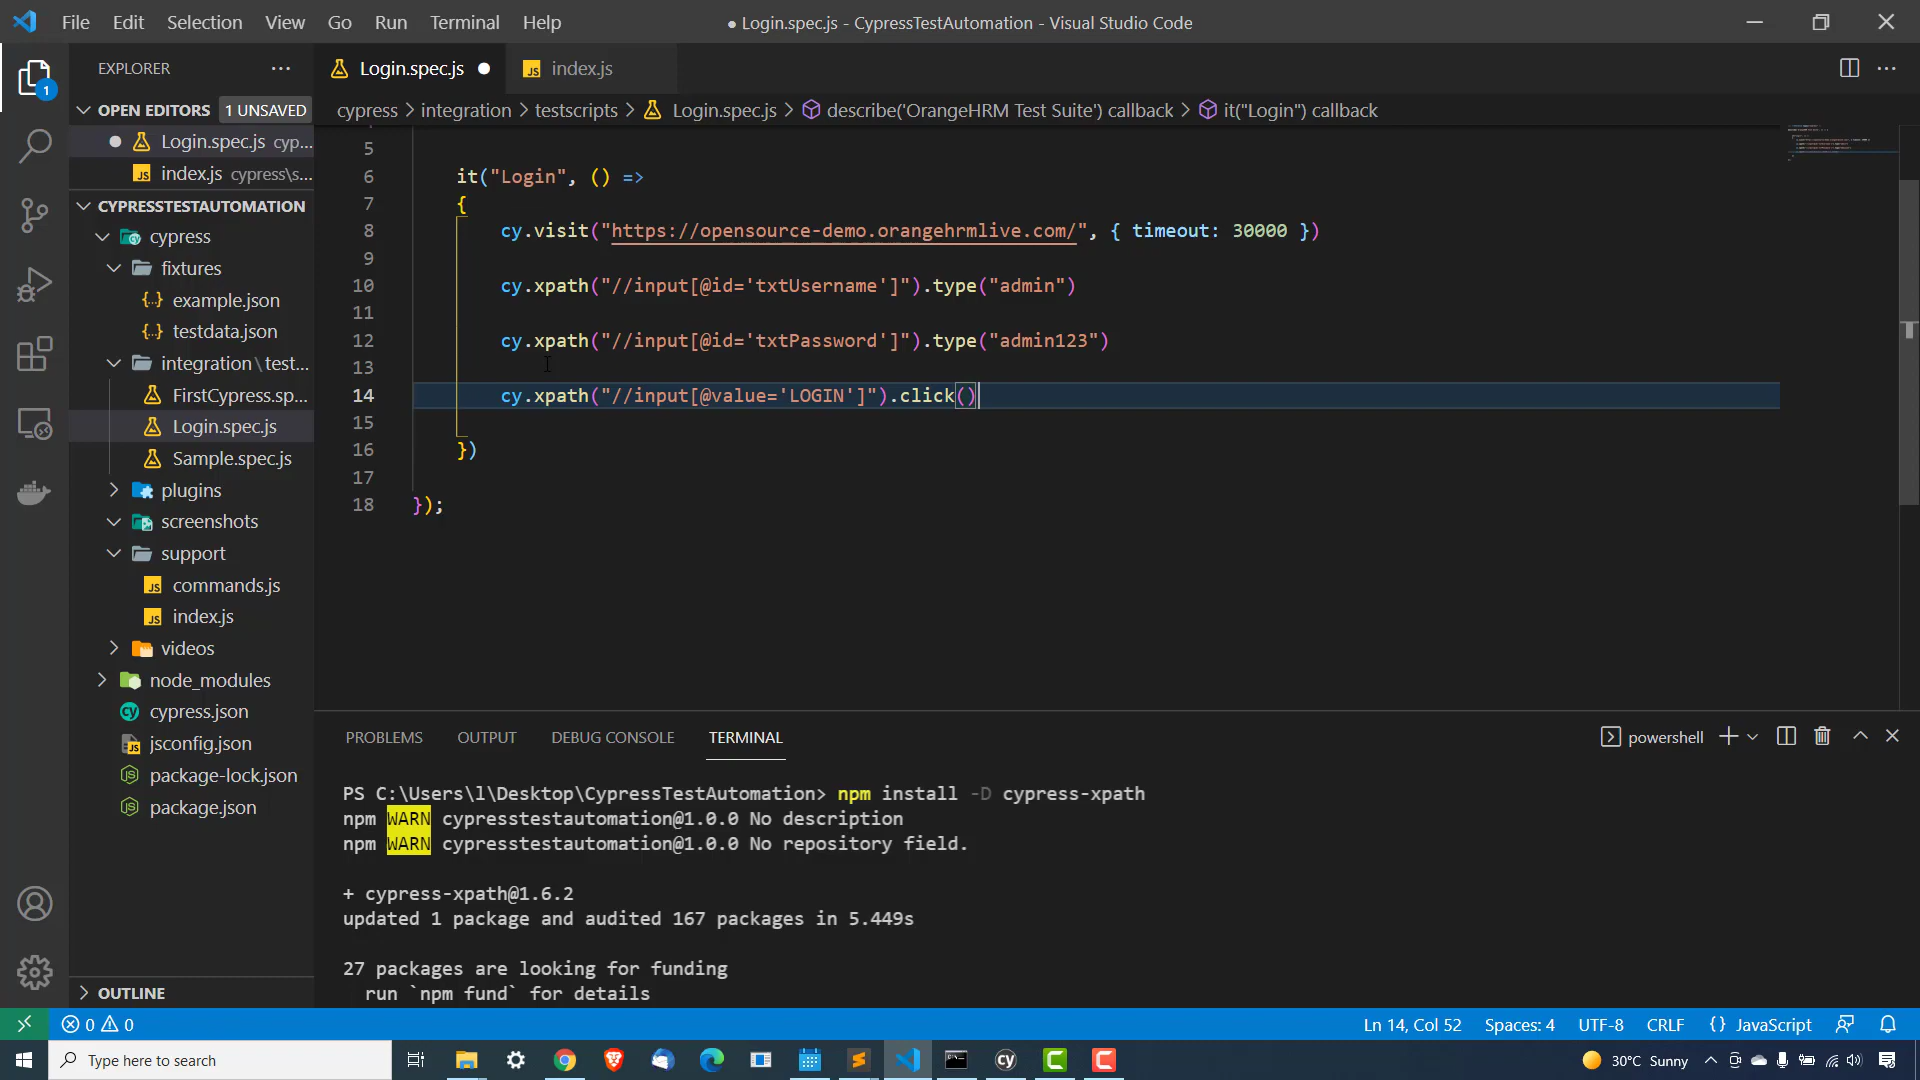 File Edit Selection View Go Run Terminal Help
● Login.spec.js - CypressTestAutomation - Visual Studio Code
EXPLORER
Login.spec.js
JS index.js
OPEN EDITORS 1 UNSAVED
cypress > integration > testscripts > Login.spec.js > describe('OrangeHRM Test Suite') callback > it("Login") callback
Login.spec.js cyp...
JS index.js cypress\s...
CYPRESSTESTAUTOMATION
cypress
fixtures
{..} example.json
{..} testdata.json
integration\test...
FirstCypress.sp...
Login.spec.js
Sample.spec.js
plugins
screenshots
support
JS commands.js
JS index.js
videos
node_modules
cy cypress.json
JS jsconfig.json
package-lock.json
package.json
OUTLINE
5
6 it("Login", () =>
7 {
8 cy.visit("https://opensource-demo.orangehrmlive.com/", { timeout: 30000 })
9
10 cy.xpath("//input[@id='txtUsername']").type("admin")
11
12 cy.xpath("//input[@id='txtPassword']").type("admin123")
13
14 cy.xpath("//input[@value='LOGIN']").click()
15
16 })
17
18 });
PROBLEMS OUTPUT DEBUG CONSOLE TERMINAL
powershell
PS C:\Users\l\Desktop\CypressTestAutomation> npm install -D cypress-xpath
npm WARN cypresstestautomation@1.0.0 No description
npm WARN cypresstestautomation@1.0.0 No repository field.
+ cypress-xpath@1.6.2
updated 1 package and audited 167 packages in 5.449s
27 packages are looking for funding
run `npm fund` for details
0 0
Ln 14, Col 52 Spaces: 4 UTF-8 CRLF {} JavaScript
Type here to search
cy
30°C Sunny
1